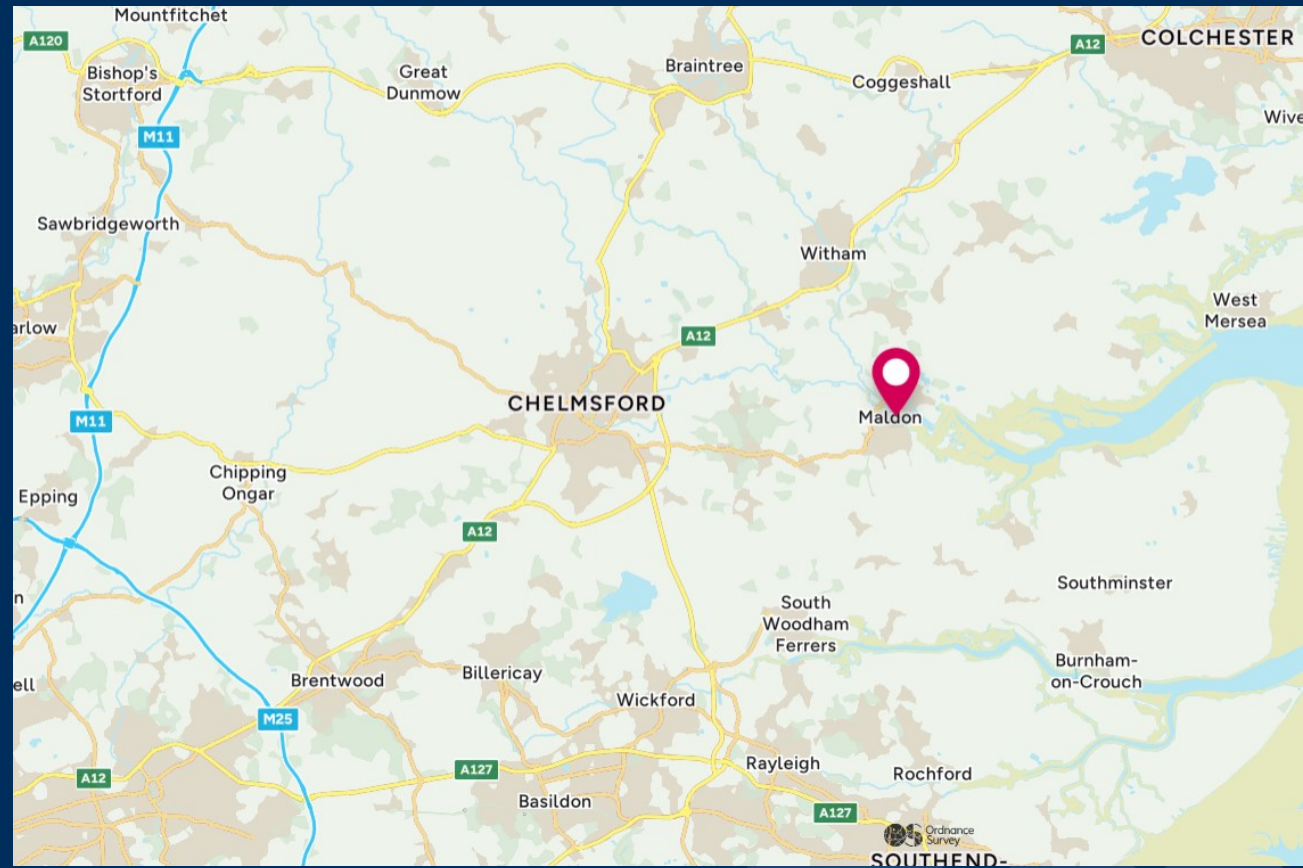 Mountfitchet
A120
A12
COLCHESTER
Bishop's
Stortford
Great
Dunmow
Braintree
Coggeshall
Wive
M11
Sawbridgeworth
Witham
West
Mersea
arlow
A12
CHELMSFORD
Maldon
M11
Chipping
Ongar
Epping
A12
n
Southminster
South
Woodham
Ferrers
ell
Brentwood
Billericay
Wickford
Burnham-
on-Crouch
M25
A12
A127
Basildon
Rayleigh
Rochford
A127
Ordnance
Survey
SOUTHEND-